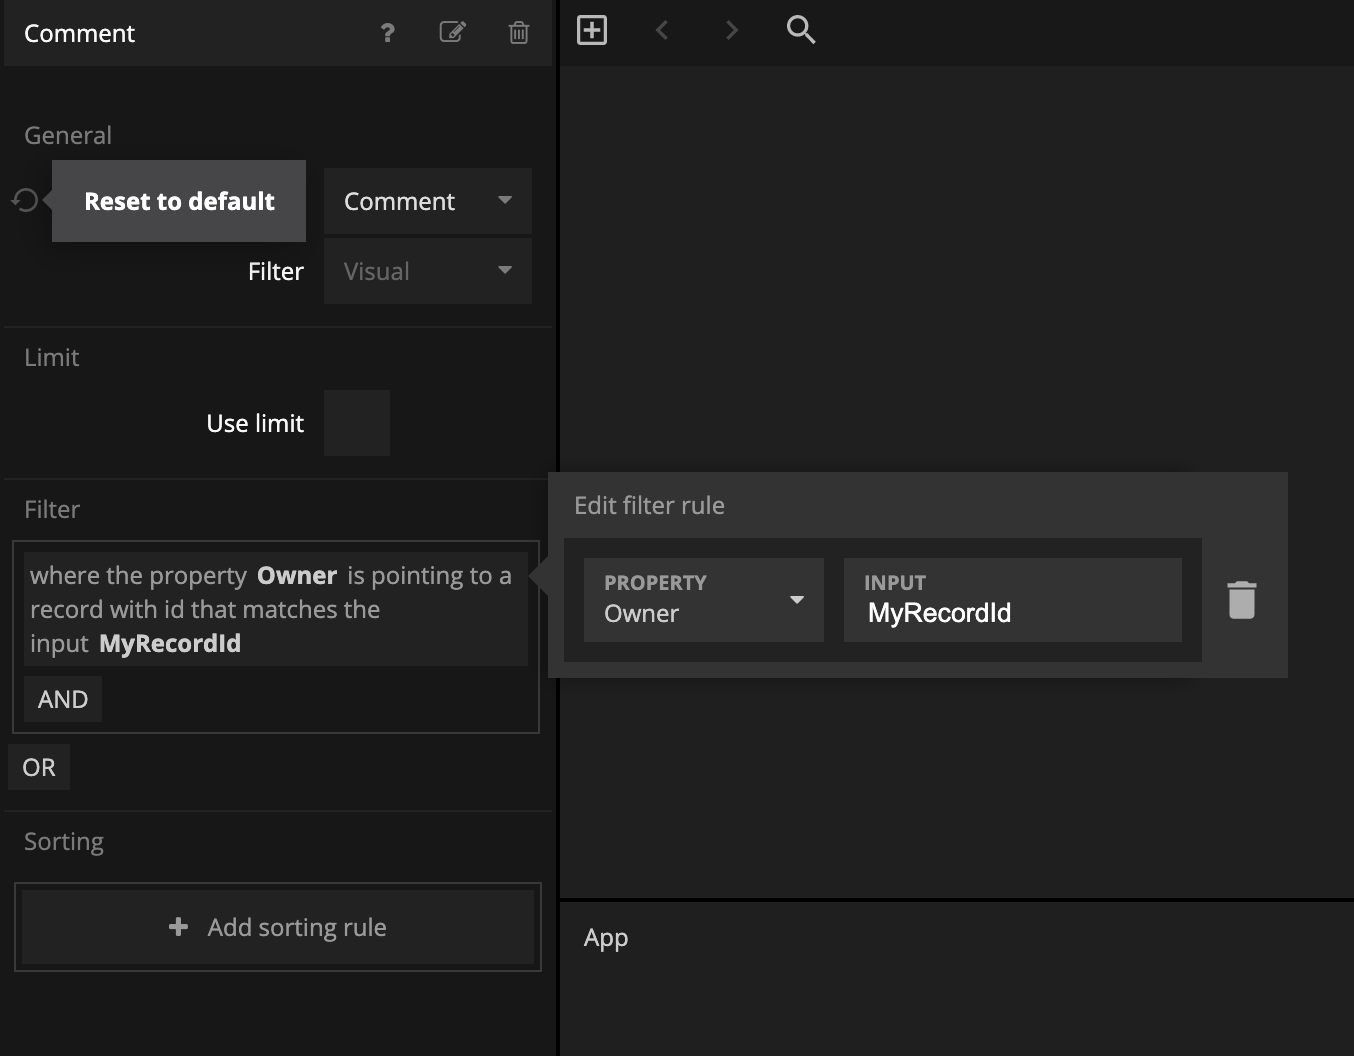 Comment
?
General
Reset to default
Comment
Filter
Visual
Limit
Use limit
Filter
where the property Owner is pointing to a
record with id that matches the
input MyRecordId
AND
OR
Sorting
+ Add sorting rule
Edit filter rule
PROPERTY
Owner
INPUT
MyRecordId
App